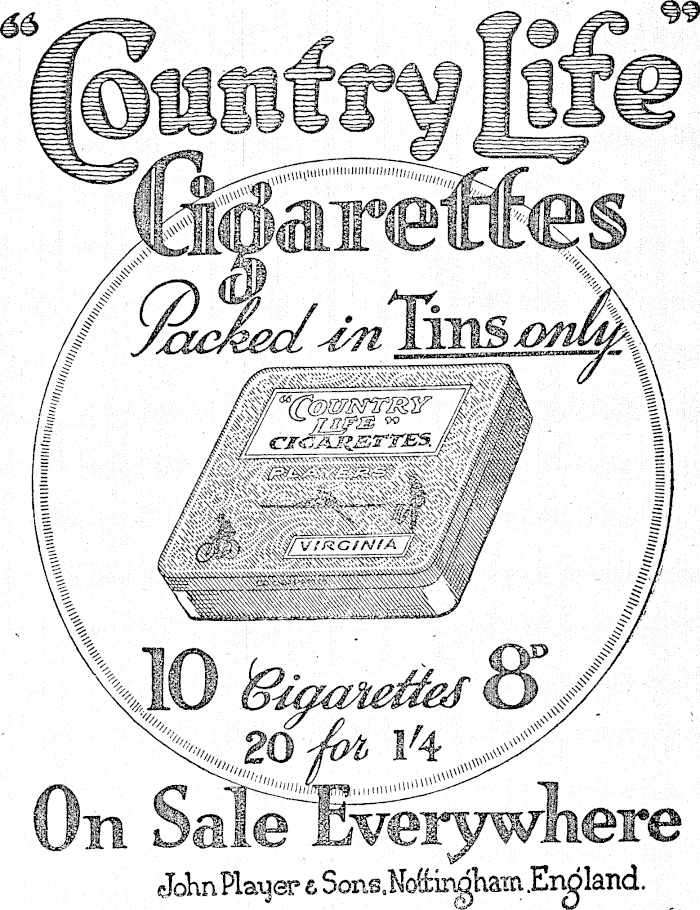 “Country Life”
Cigarettes
Packed in Tins only
“COUNTRY
LIFE”
CIGARETTES
PLAYERS'
VIRGINIA
10 Cigarettes 8D
20 for 1/4
On Sale Everywhere
John Player & Sons, Nottingham, England.